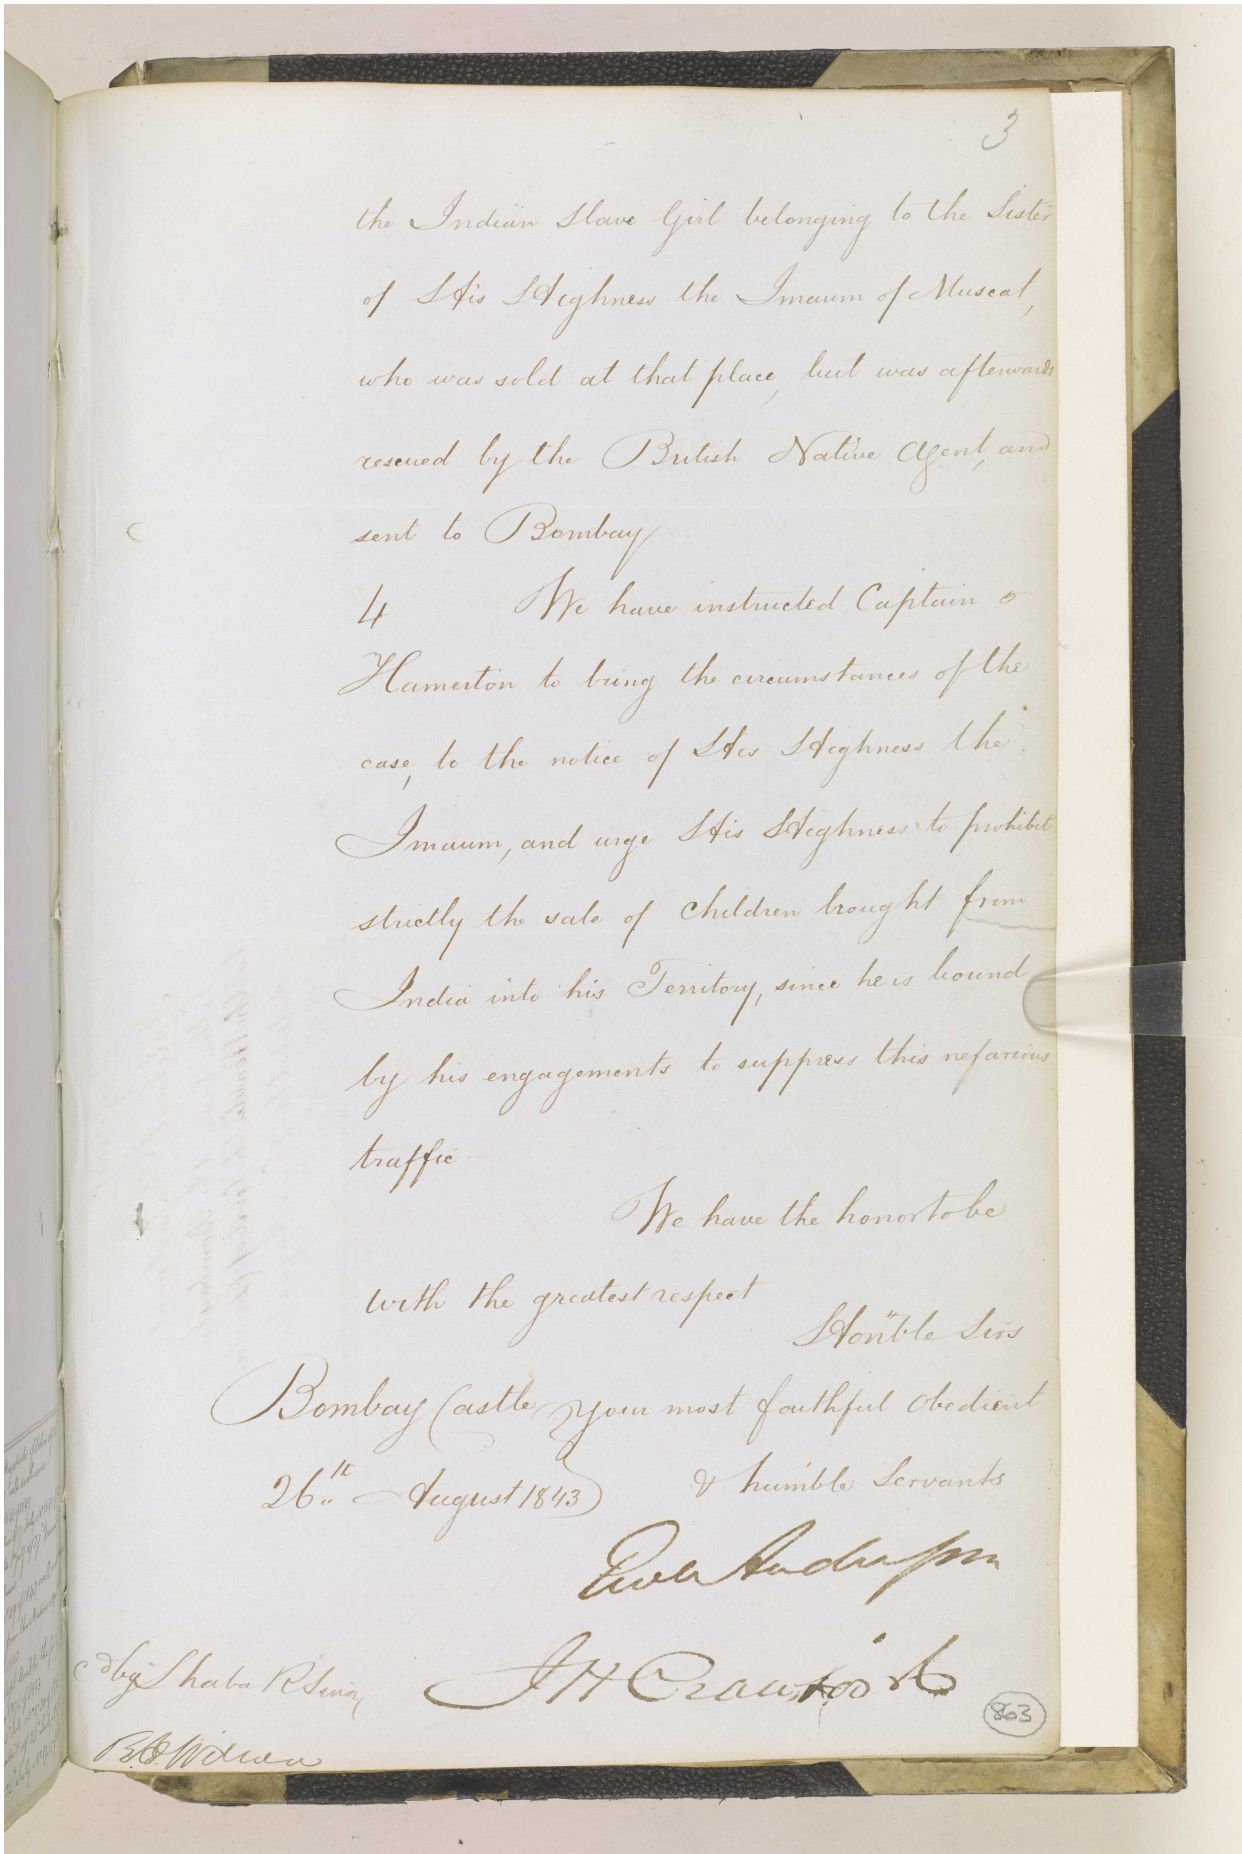 3
the Indian Slave Girl belonging to the Sister
of His Highness the Imaum of Muscat,
who was sold at that place, but was afterwards
rescued by the British Native Agent, and
sent to Bombay
4 We have instructed Captain
Hamerton to bring the circumstances of the
case, to the notice of His Highness the
Imaum, and urge His Highness to prohibit
strictly the sale of Children brought from
India into his Territory, since he is bound
by his engagements to suppress this nefarious
traffic
We have the honor to be
with the greatest respect
Hon'ble Sirs
Bombay Castle your most faithful obedient
26th August 1843 & humble Servants
Anderson
J H Crawford
by Shaba R
863